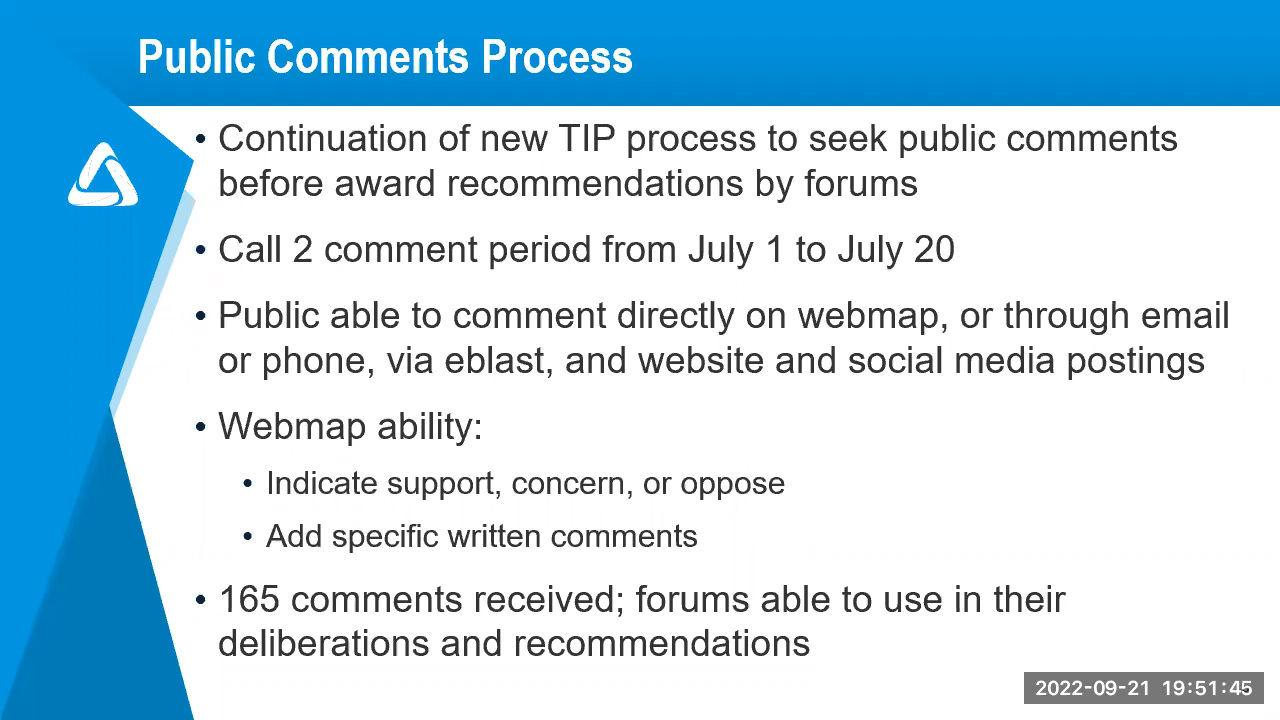 Public Comments Process
• Continuation of new TIP process to seek public comments
before award recommendations by forums
• Call 2 comment period from July 1 to July 20
• Public able to comment directly on webmap, or through email
or phone, via eblast, and website and social media postings
• Webmap ability:
• Indicate support, concern, or oppose
• Add specific written comments
• 165 comments received; forums able to use in their
deliberations and recommendations
2022-09-21 19:51:45